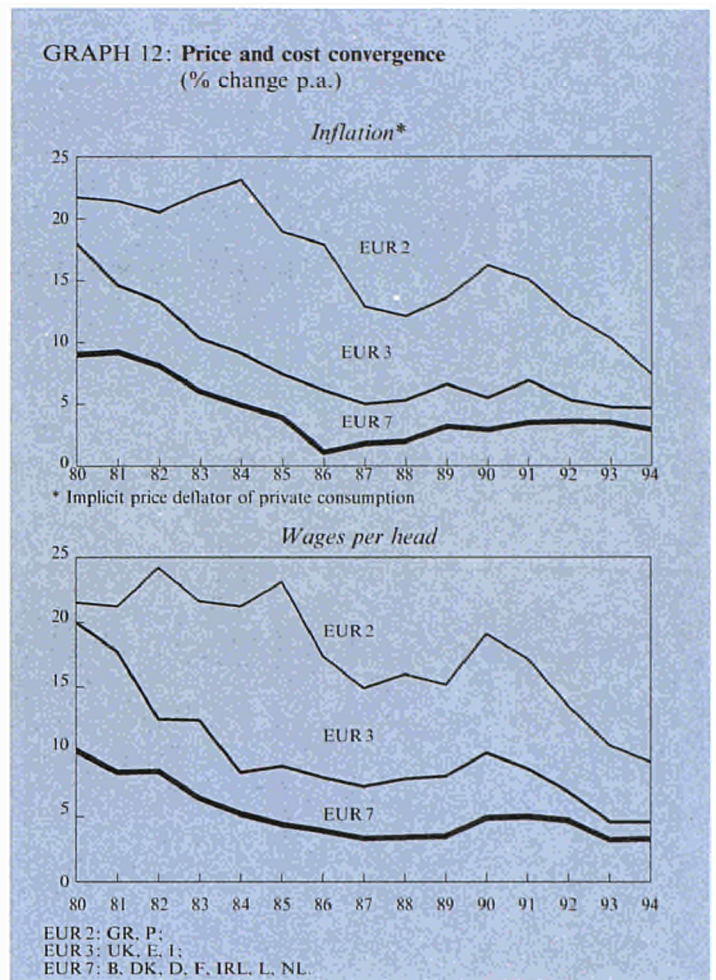 GRAPH 12: Price and cost convergence
(% change p.a.)
Inflation*
25
20
15
10
5
0
EUR 2
EUR 3
EUR 7
80 81 82 83 84 85 86 87 88 89 90 91 92 93 94
* Implicit price deflator of private consumption
Wages per head
25
20
15
10
5
0
EUR 2
EUR 3
EUR 7
80 81 82 83 84 85 86 87 88 89 90 91 92 93 94
EUR 2: GR, P;
EUR 3: UK, E, I;
EUR 7: B, DK, D, F, IRL, L, NL.